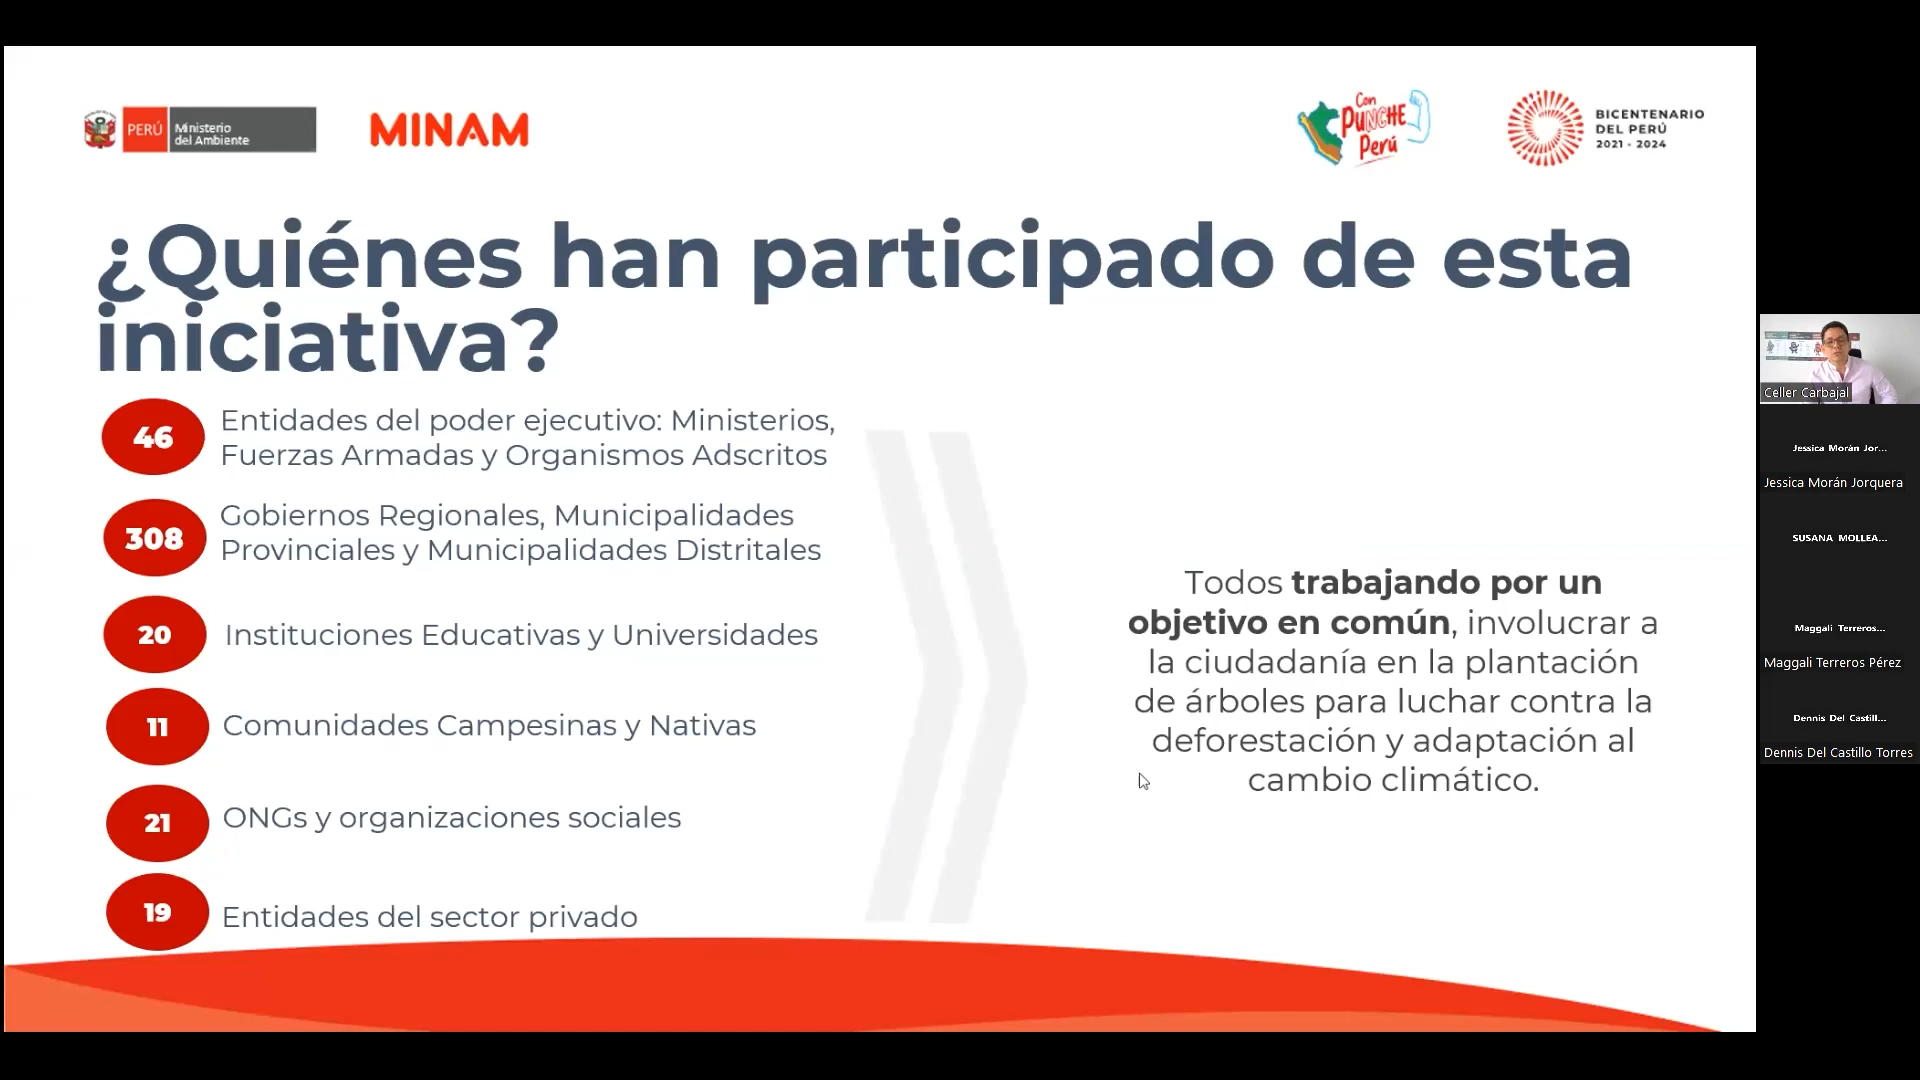 PERÚ
Ministerio
del Ambiente
MINAM
Con
PUNCHE
Perú
BICENTENARIO
DEL PERÚ
2021 - 2024
¿Quiénes han participado de esta
iniciativa?
46
Entidades del poder ejecutivo: Ministerios,
Fuerzas Armadas y Organismos Adscritos
308
Gobiernos Regionales, Municipalidades
Provinciales y Municipalidades Distritales
20
Instituciones Educativas y Universidades
11
Comunidades Campesinas y Nativas
21
ONGs y organizaciones sociales
19
Entidades del sector privado
Todos trabajando por un
objetivo en común, involucrar a
la ciudadanía en la plantación
de árboles para luchar contra la
deforestación y adaptación al
cambio climático.
Celler Carbajal
Jessica Morán Jor...
Jessica Morán Jorquera
SUSANA MOLLEA...
Maggali Terreros...
Maggali Terreros Pérez
Dennis Del Castill...
Dennis Del Castillo Torres